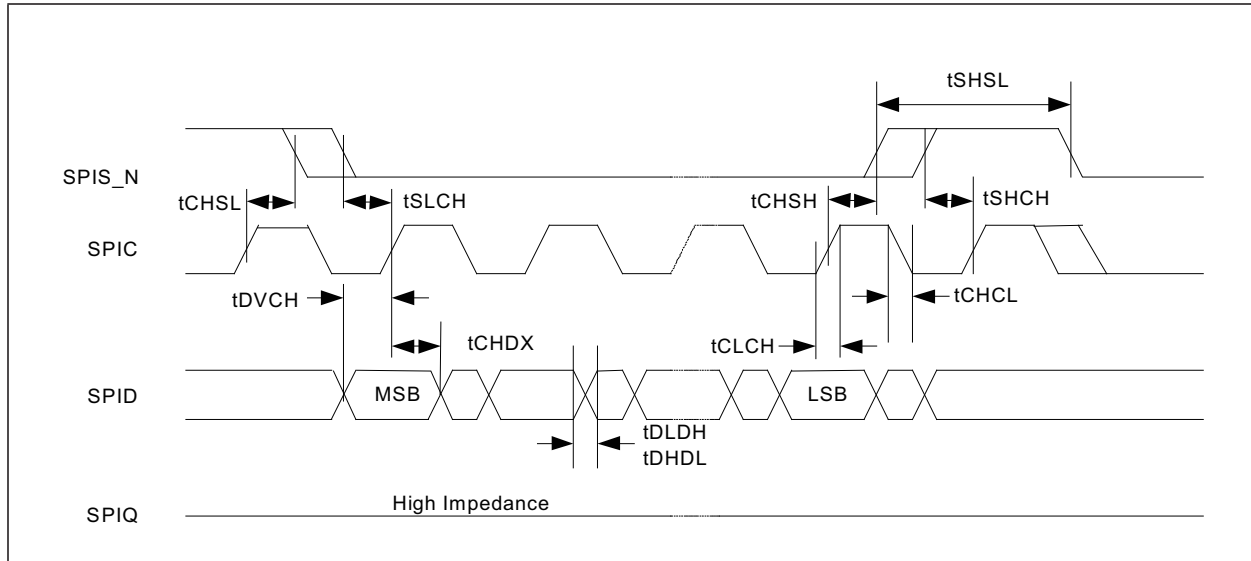 tSHSL
SPIS_N
tCHSL
tSLCH
tCHSH
tSHCH
SPIC
tDVCH
tCHCL
tCHDX
tCLCH
SPID
MSB
LSB
tDLDH
tDHDL
High Impedance
SPIQ